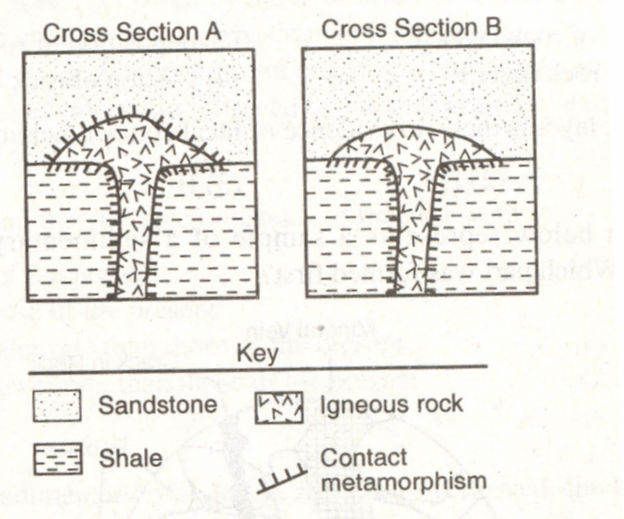 Cross Section A
Cross Section B
Key
Sandstone
Igneous rock
Shale
Contact
metamorphism